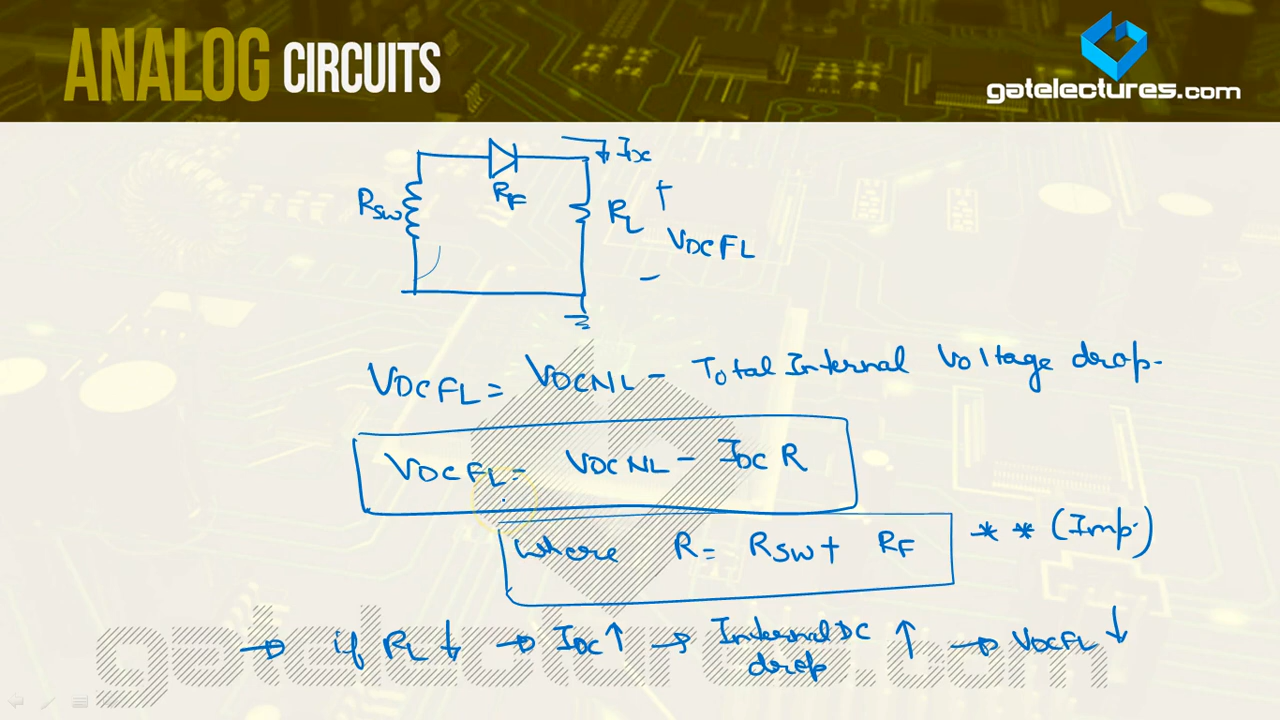 ANALOG CIRCUITS
gatelectures.com
IDC
RF
RSW
RL
+
VDCFL
-
VDCFL = VDCNL - Total Internal Voltage drop.
VDCFL = VDCNL - IDC R
where R = RSW + RF ** (Imp.)
→ if RL ↓ → IDC ↑ → Internal DC drop ↑ → VDCFL ↓
gatelectures.com